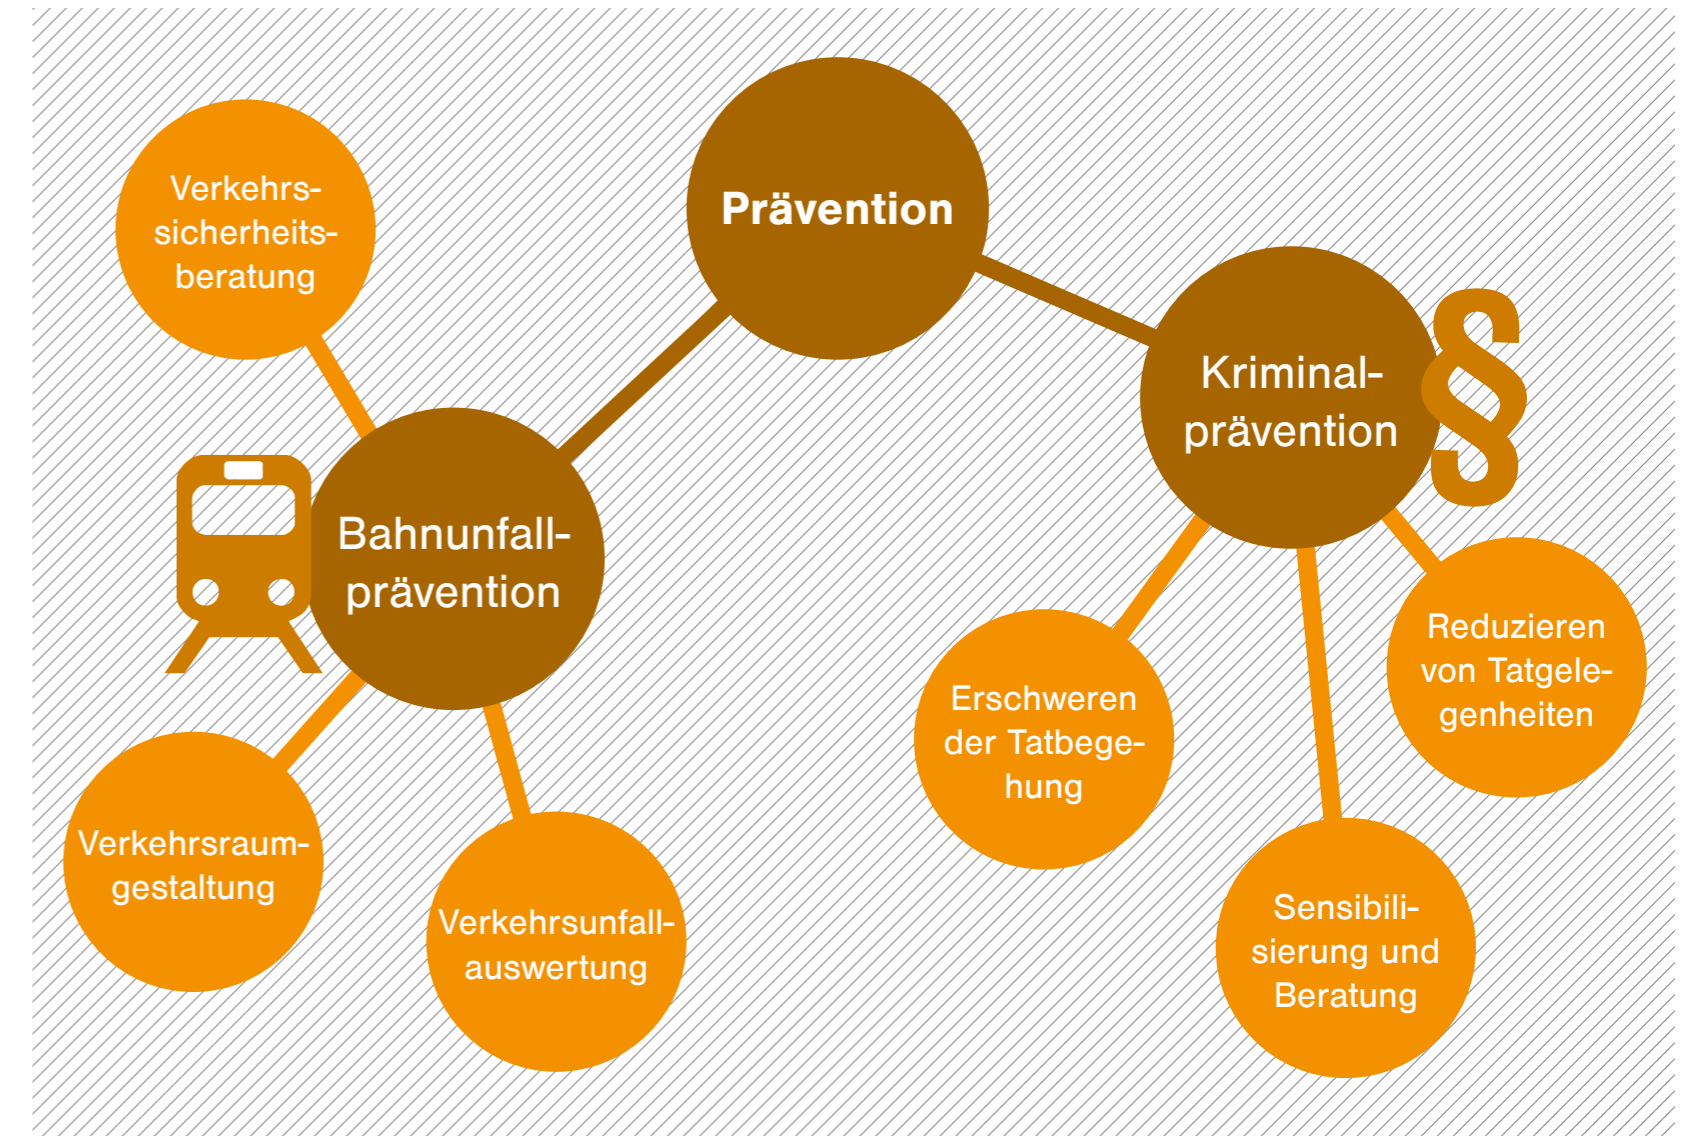 Prävention
Verkehrs-
sicherheits-
beratung
Bahnunfall-
prävention
Verkehrsraum-
gestaltung
Verkehrsunfall-
auswertung
Kriminal-
prävention
§
Erschweren
der Tatbege-
hung
Sensibili-
sierung und
Beratung
Reduzieren
von Tatgele-
genheiten